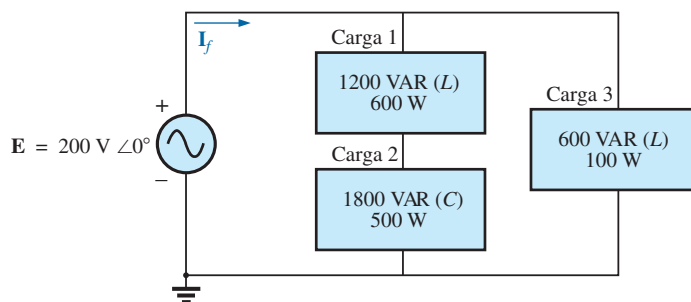 I_f
Carga 1
1200 VAR (L)
600 W
Carga 3
+
E = 200 V ∠0°
–
600 VAR (L)
100 W
Carga 2
1800 VAR (C)
500 W